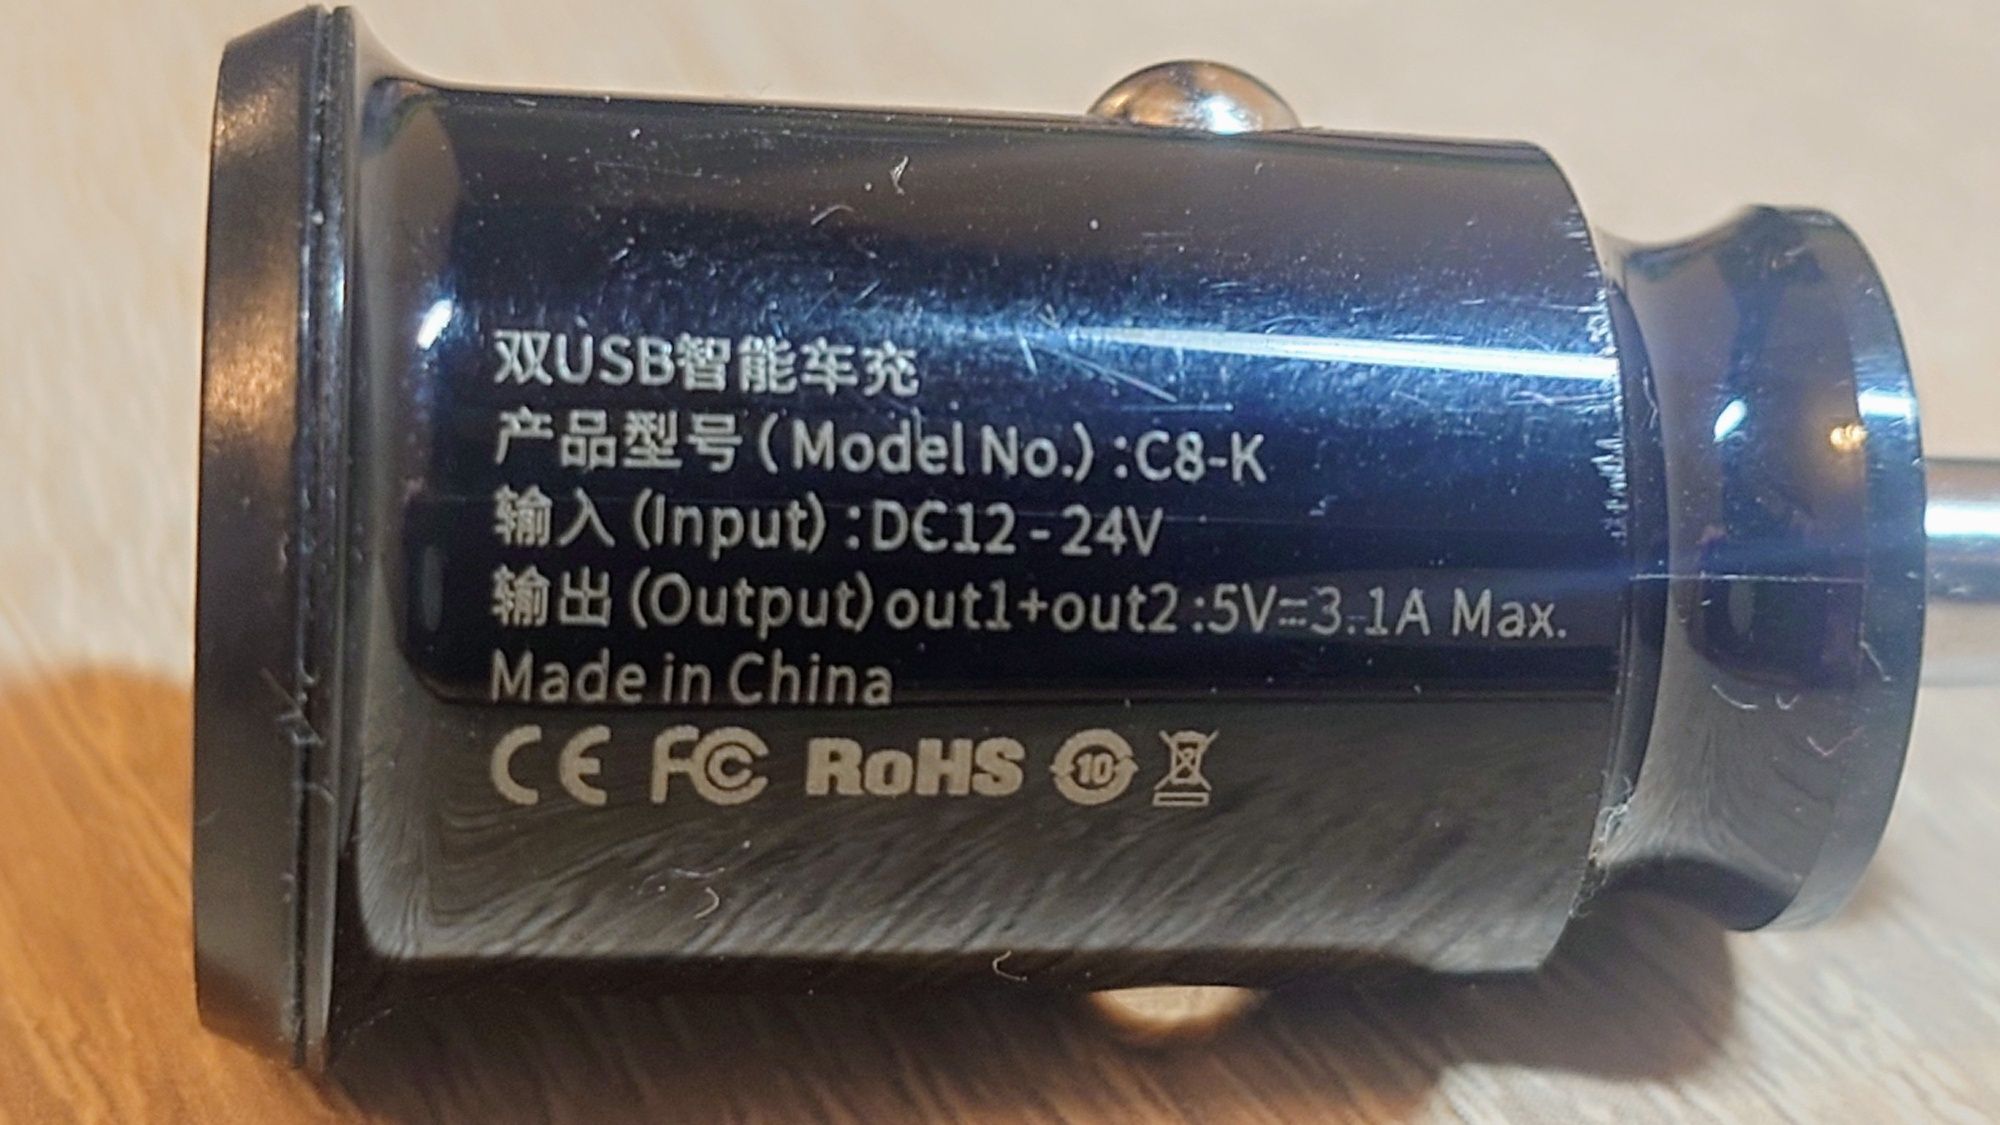 双USB智能车充
产品型号(Model No.):C8-K
输入(Input):DC12-24V
输出(Output)out1+out2:5V=3.1A Max.
Made in China
CE FC RoHS 10